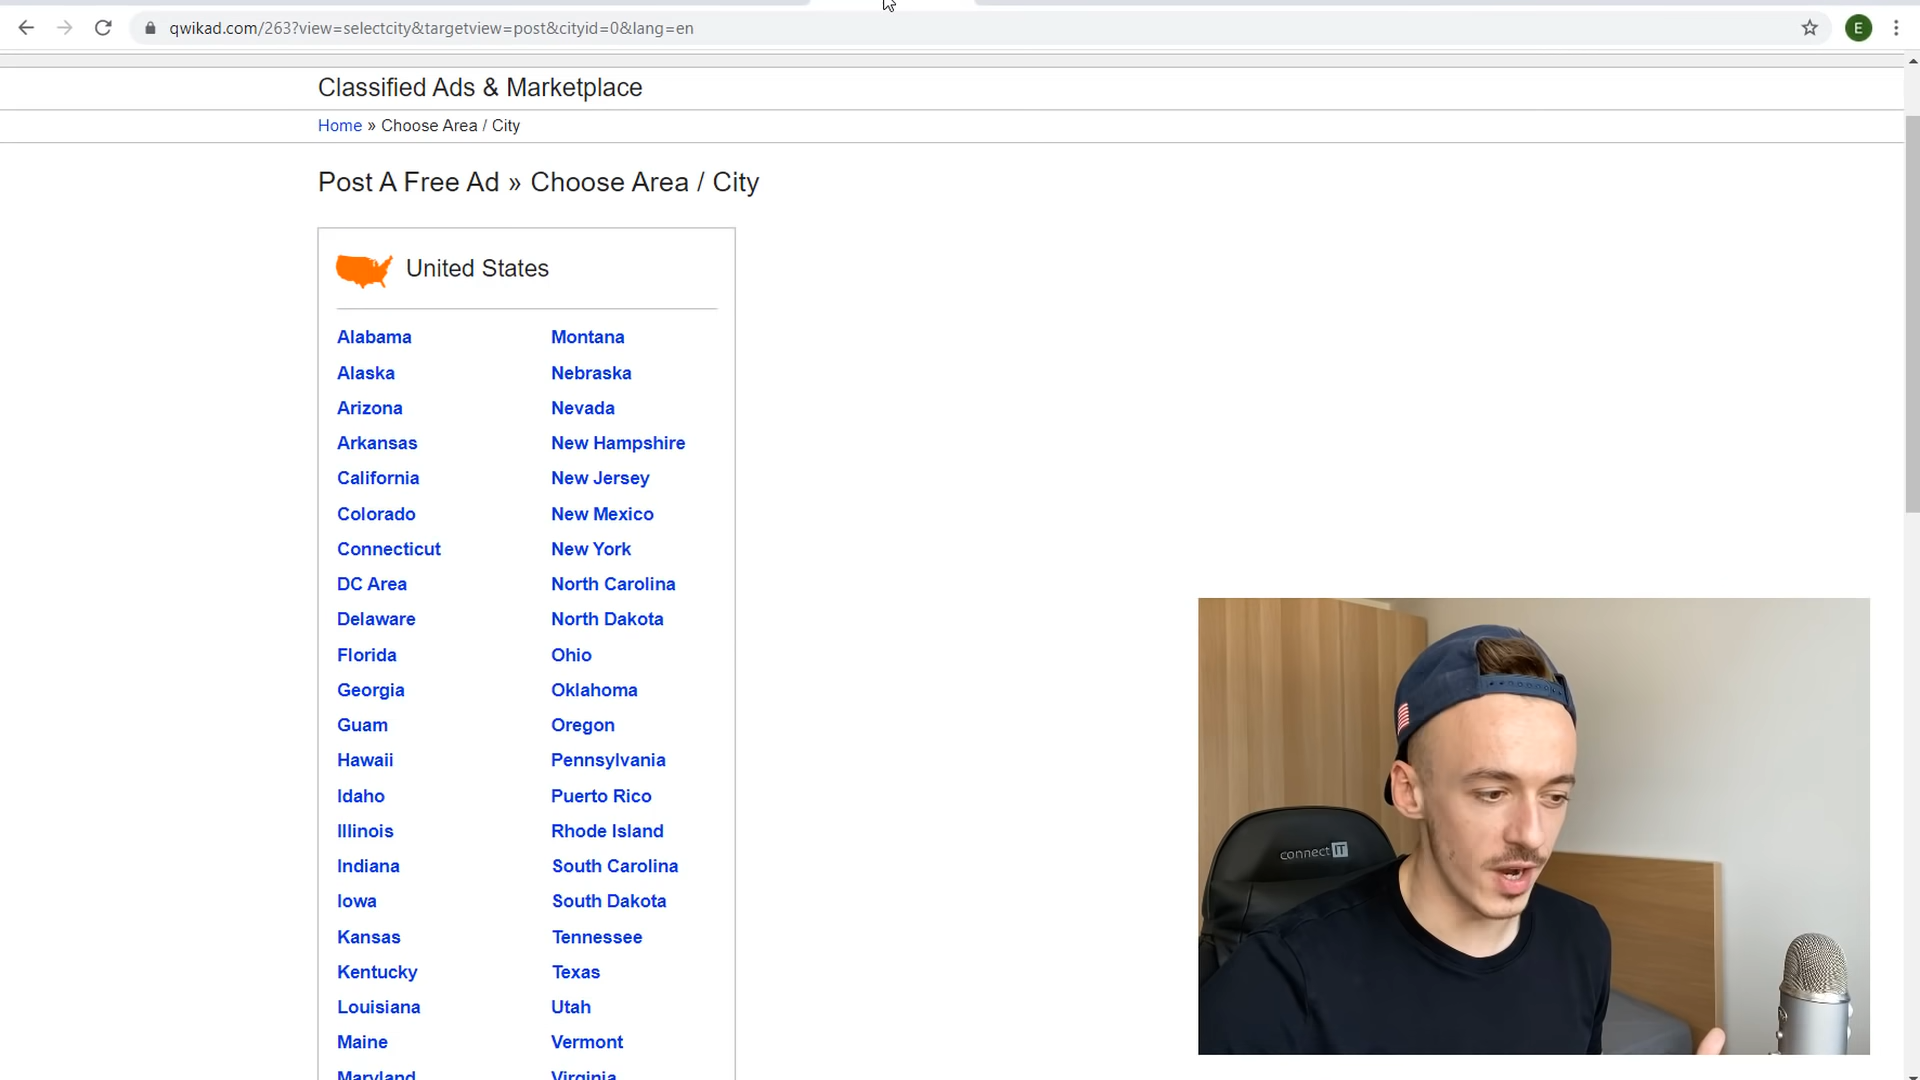 qwikad.com/263?view=selectcity&targetview=post&cityid=0&lang=en
E
Classified Ads & Marketplace
Home » Choose Area / City
Post A Free Ad » Choose Area / City
United States
Alabama
Alaska
Arizona
Arkansas
California
Colorado
Connecticut
DC Area
Delaware
Florida
Georgia
Guam
Hawaii
Idaho
Illinois
Indiana
Iowa
Kansas
Kentucky
Louisiana
Maine
Maryland
Montana
Nebraska
Nevada
New Hampshire
New Jersey
New Mexico
New York
North Carolina
North Dakota
Ohio
Oklahoma
Oregon
Pennsylvania
Puerto Rico
Rhode Island
South Carolina
South Dakota
Tennessee
Texas
Utah
Vermont
Virginia
connect IT